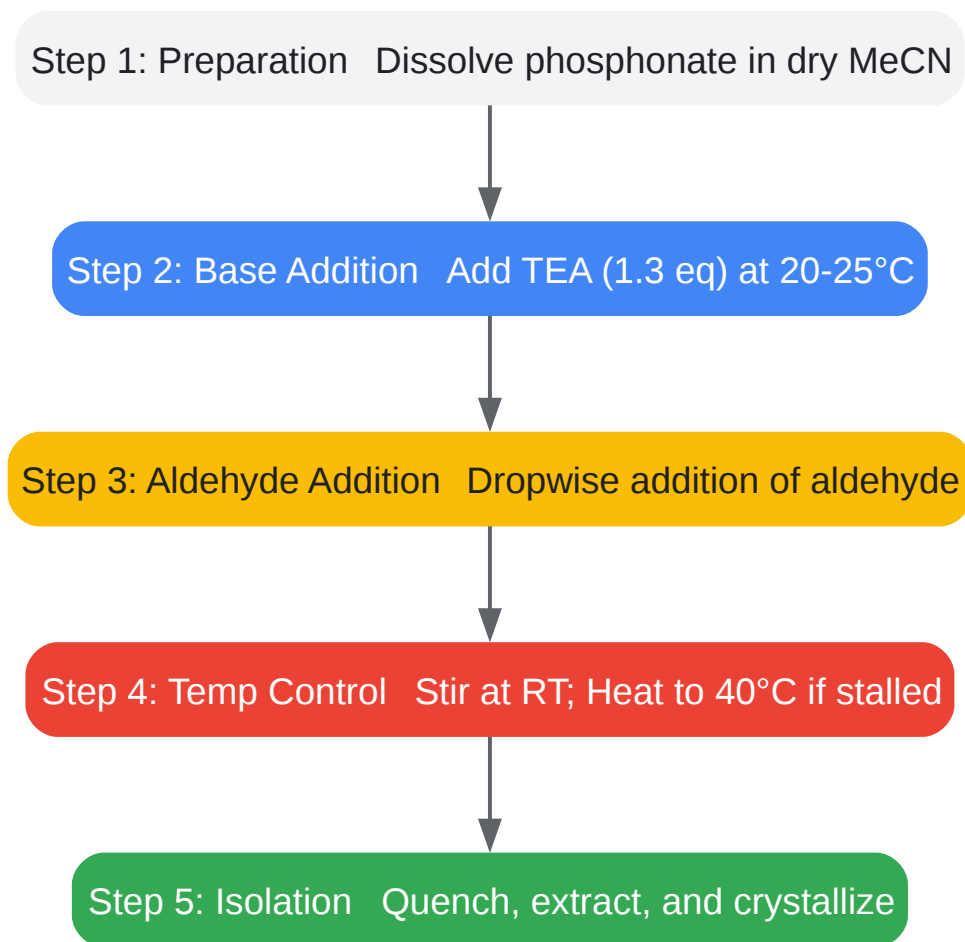 Step 1: Preparation Dissolve phosphonate in dry MeCN
Step 2: Base Addition Add TEA (1.3 eq) at 20-25°C
Step 3: Aldehyde Addition Dropwise addition of aldehyde
Step 4: Temp Control Stir at RT; Heat to 40°C if stalled
Step 5: Isolation Quench, extract, and crystallize